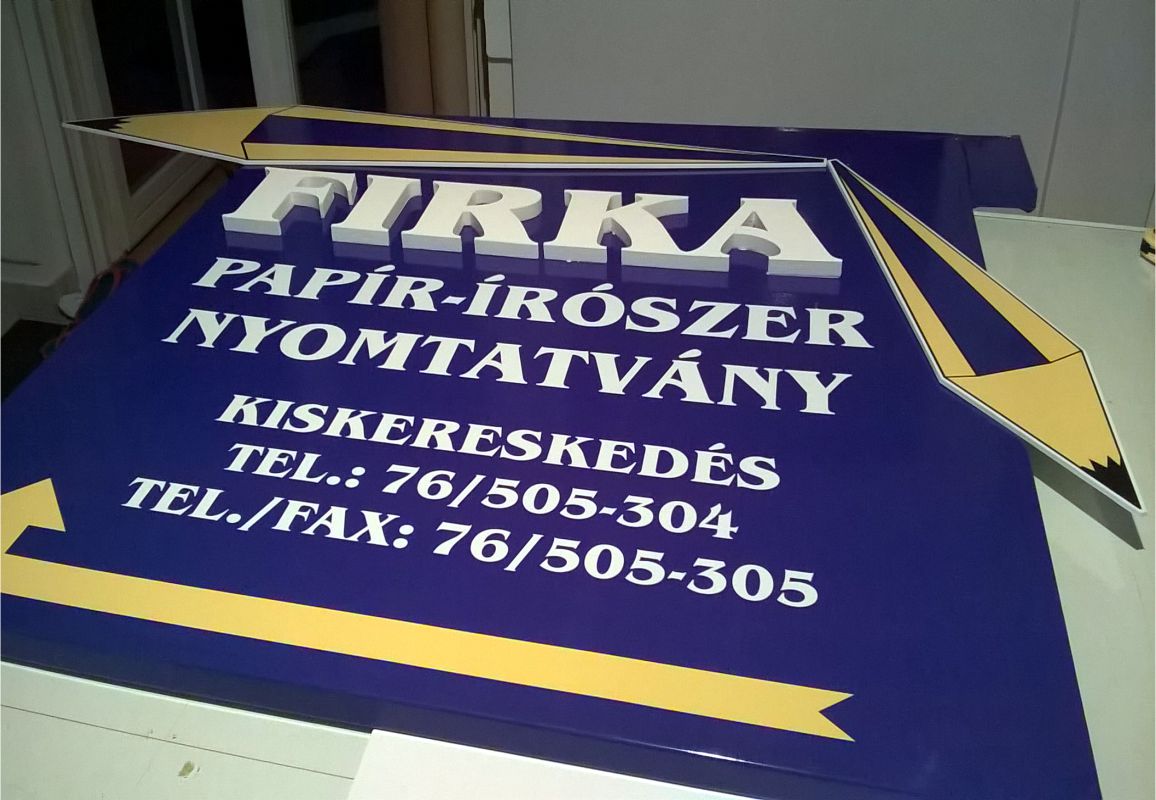 FIRKA
PAPÍR-ÍRÓSZER
NYOMTATVÁNY
KISKERESKEDÉS
TEL.: 76/505-304
TEL./FAX: 76/505-305